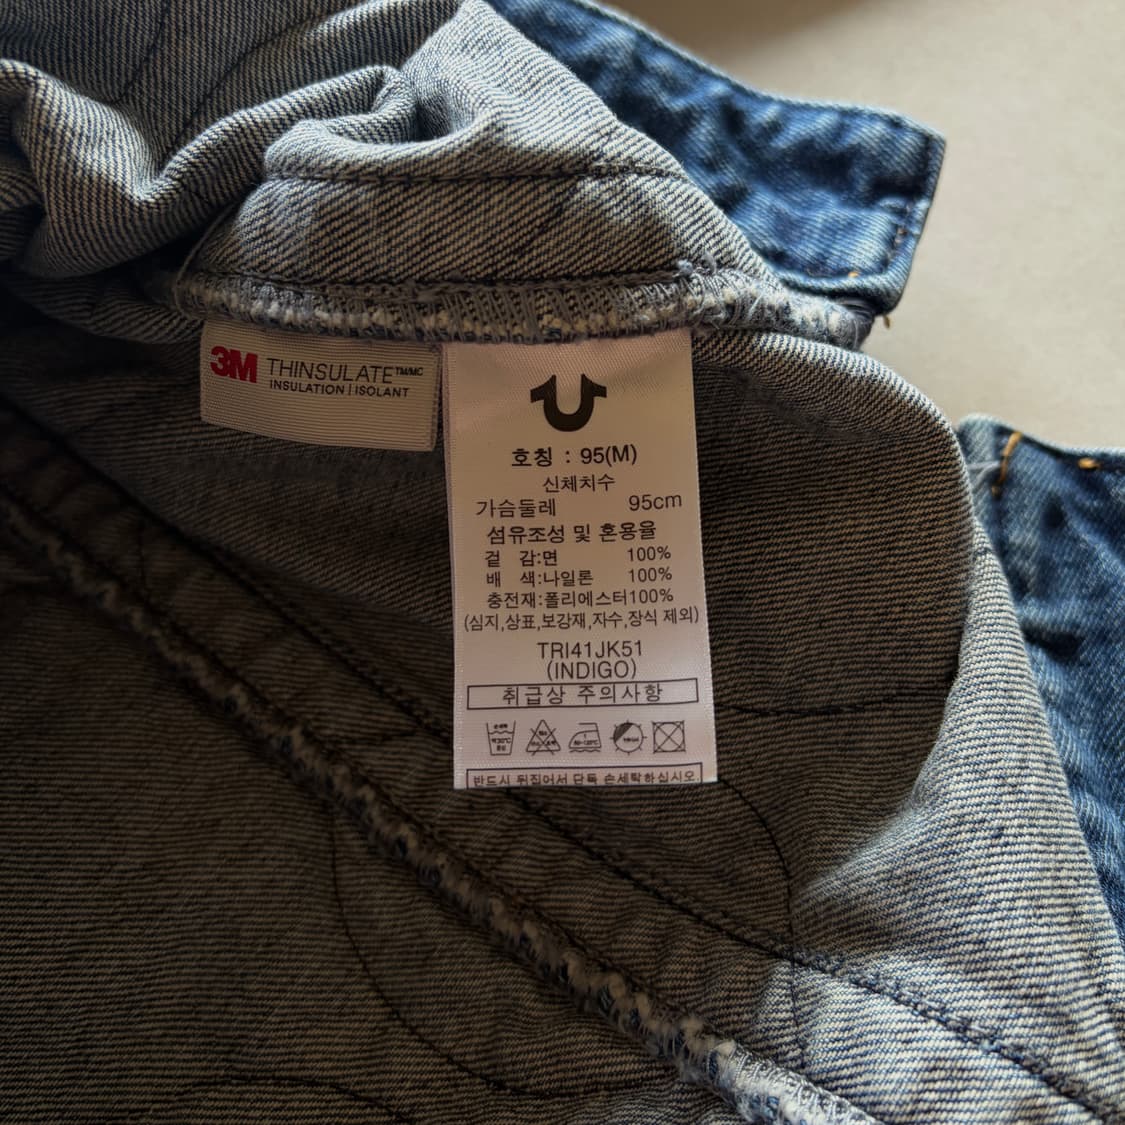 3M THINSULATE™/MC
INSULATION | ISOLANT
호칭 : 95(M)
신체치수
가슴둘레 95cm
섬유조성 및 혼용율
겉 감:면 100%
배 색:나일론 100%
충전재:폴리에스터100%
(심지,상표,보강재,자수,장식 제외)
TRI41JK51
(INDIGO)
취급상 주의사항
반드시 뒤집어서 단독 손세탁하십시오.